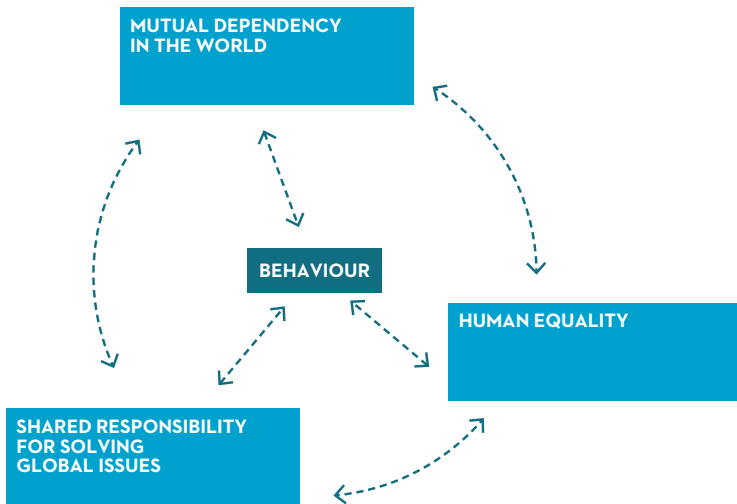 MUTUAL DEPENDENCY
IN THE WORLD
BEHAVIOUR
HUMAN EQUALITY
SHARED RESPONSIBILITY
FOR SOLVING
GLOBAL ISSUES